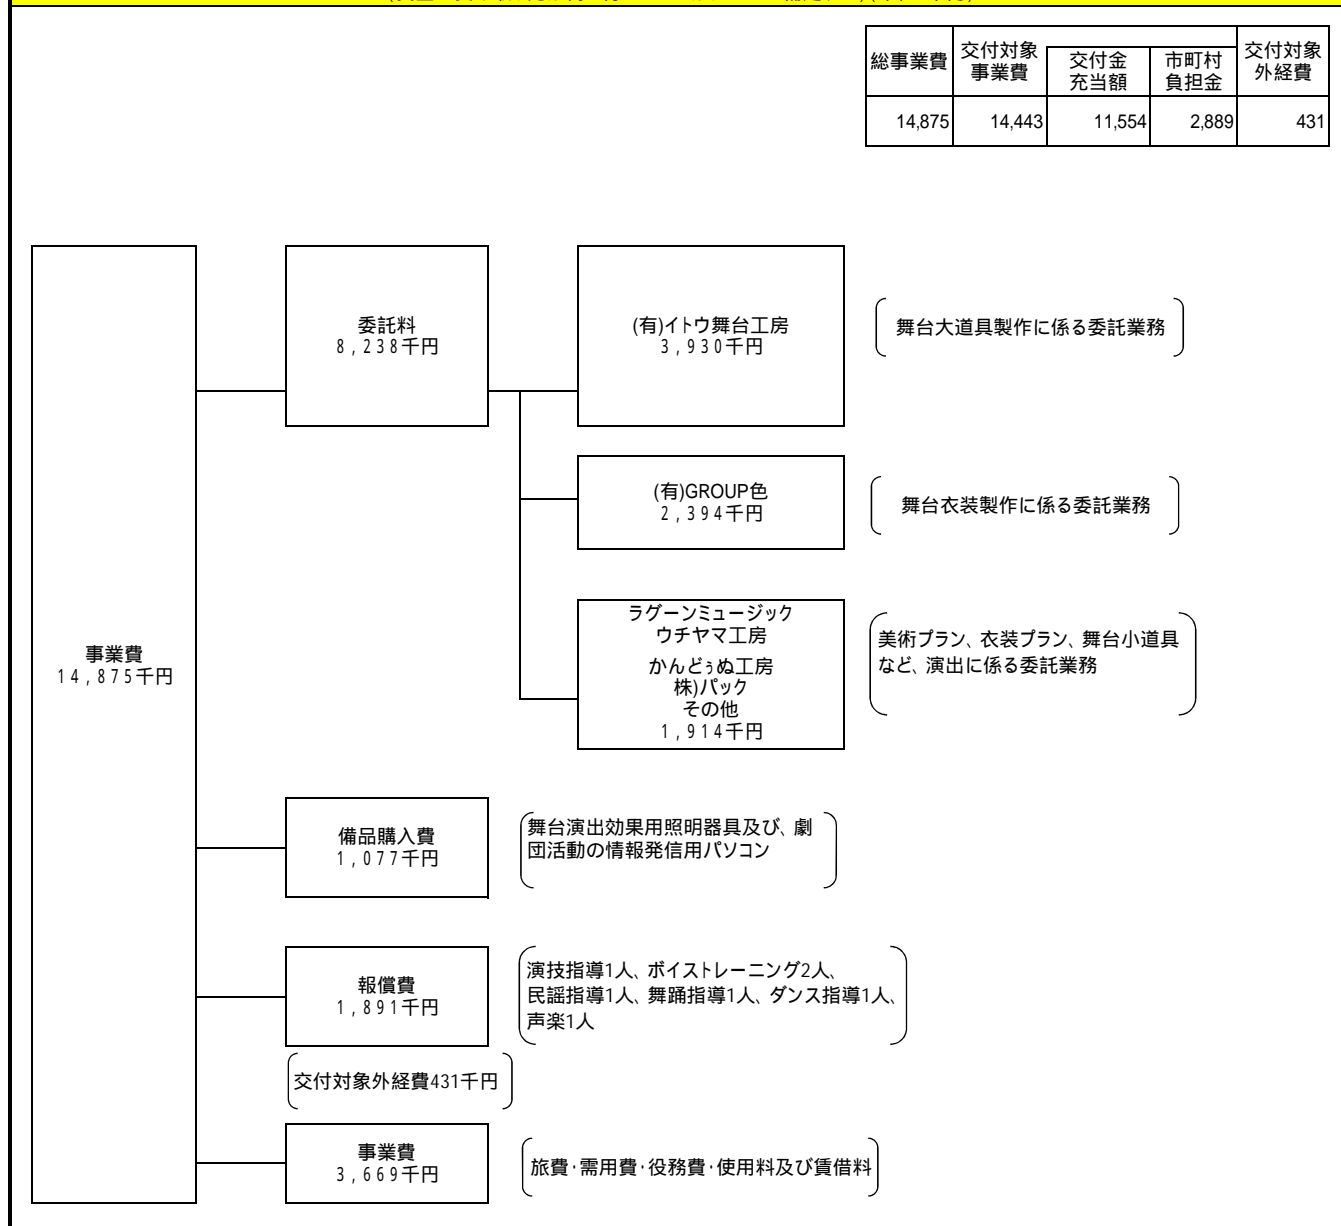 総事業費
交付対象
事業費
交付金
充当額
市町村
負担金
交付対象
外経費
14,875
14,443
11,554
2,889
431
委託料
8,238千円
(有)イトウ舞台工房
3,930千円
舞台大道具製作に係る委託業務
(有)GROUP色
2,394千円
舞台衣装製作に係る委託業務
事業費
14,875千円
ラグーンミュージック
ウチヤマ工房
かんどぅぬ工房
株)パック
その他
1,914千円
美術プラン、衣装プラン、舞台小道具
など、演出に係る委託業務
備品購入費
1,077千円
舞台演出効果用照明器具及び、劇
団活動の情報発信用パソコン
報償費
1,891千円
演技指導1人、ボイストレーニング2人、
民謡指導1人、舞踊指導1人、ダンス指導1人、
声楽1人
交付対象外経費431千円
事業費
3,669千円
旅費・需用費・役務費・使用料及び賃借料